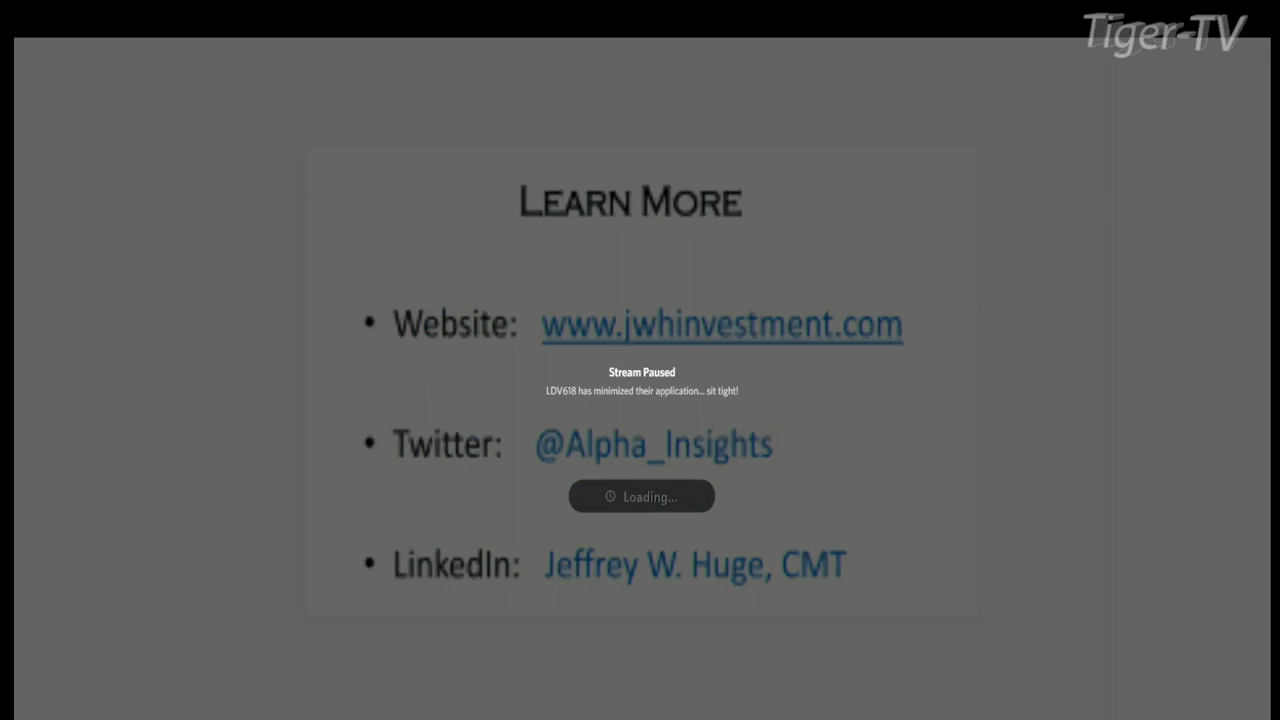 Tiger-TV
LEARN MORE
• Website: www.jwhinvestment.com
Stream Paused
LDV618 has minimized their application... sit tight!
• Twitter: @Alpha_Insights
Loading...
• LinkedIn: Jeffrey W. Huge, CMT